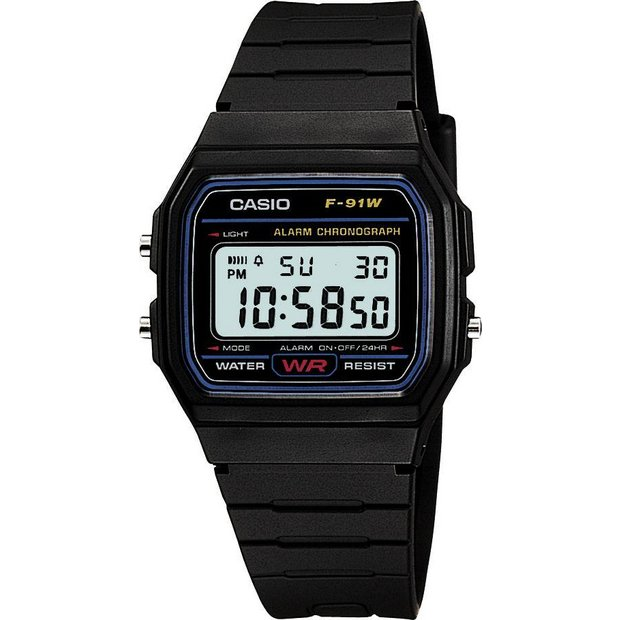 CASIO F-91W
LIGHT ALARM CHRONOGRAPH
SU 30
PM
10:58 50
MODE ALARM ON·OFF/24HR
WATER WR RESIST